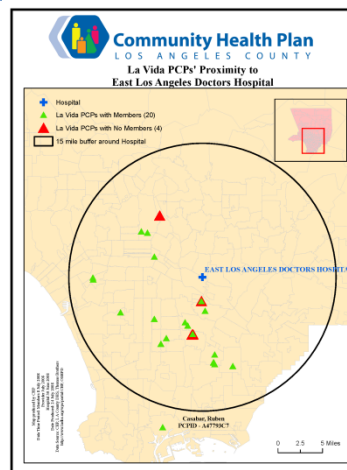 Community Health Plan
LOS ANGELES COUNTY
La Vida PCPs' Proximity to
East Los Angeles Doctors Hospital
Hospital
La Vida PCPs with Members (20)
La Vida PCPs with No Members (4)
15 mile buffer around Hospital
EAST LOS ANGELES DOCTORS HOSPITAL
Casabar, Ruben
PCPID - A47793C7
0 2.5 5 Miles